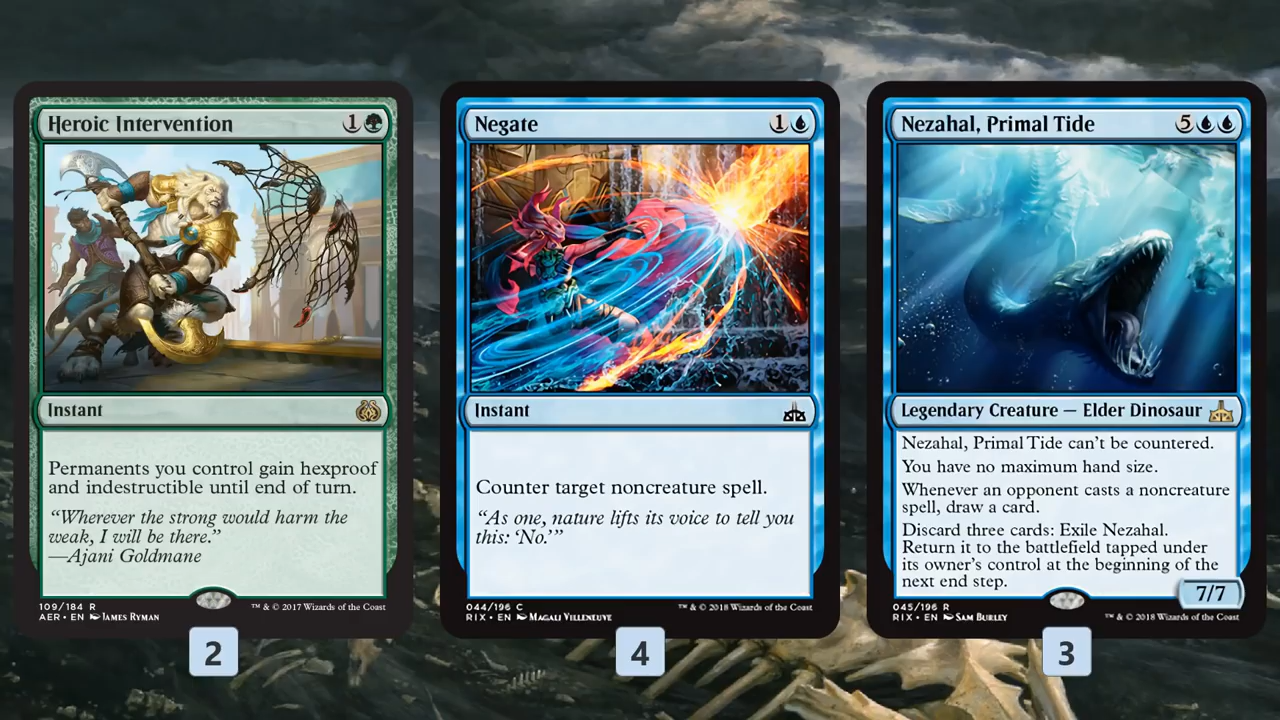 Heroic Intervention 1
Instant
Permanents you control gain hexproof
and indestructible until end of turn.
“Wherever the strong would harm the
weak, I will be there.”
—Ajani Goldmane
109/184 R
AER • EN JAMES RYMAN
™ & © 2017 Wizards of the Coast
2
Negate 1
Instant
Counter target noncreature spell.
“As one, nature lifts its voice to tell you
this: ‘No.’”
044/196 C
RIX • EN MAGALI VILLENEUVE
™ & © 2018 Wizards of the Coast
4
Nezahal, Primal Tide 5
Legendary Creature — Elder Dinosaur
Nezahal, Primal Tide can't be countered.
You have no maximum hand size.
Whenever an opponent casts a noncreature
spell, draw a card.
Discard three cards: Exile Nezahal.
Return it to the battlefield tapped under
its owner's control at the beginning of the
next end step.
7/7
045/196 R
RIX • EN SAM BURLEY
™ & © 2018 Wizards of the Coast
3